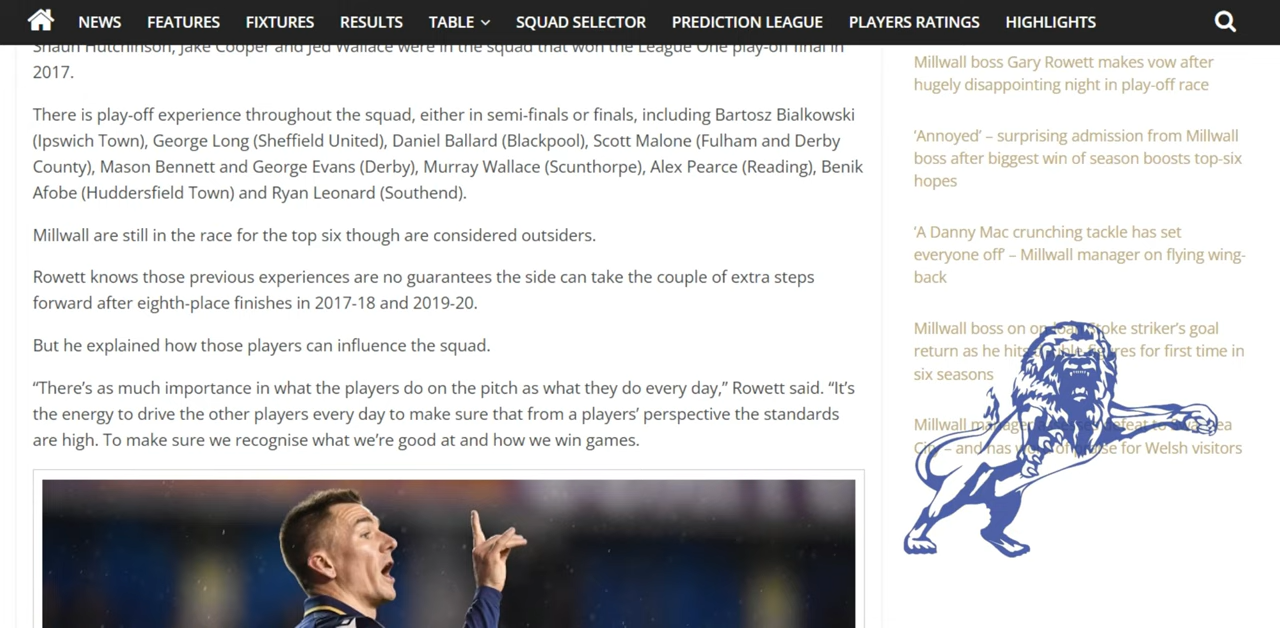 NEWS FEATURES FIXTURES RESULTS TABLE SQUAD SELECTOR PREDICTION LEAGUE PLAYERS RATINGS HIGHLIGHTS
Shaun Hutchinson, Jake Cooper and Jed Wallace were in the squad that won the League One play-off final in
2017.
There is play-off experience throughout the squad, either in semi-finals or finals, including Bartosz Bialkowski
(Ipswich Town), George Long (Sheffield United), Daniel Ballard (Blackpool), Scott Malone (Fulham and Derby
County), Mason Bennett and George Evans (Derby), Murray Wallace (Scunthorpe), Alex Pearce (Reading), Benik
Afobe (Huddersfield Town) and Ryan Leonard (Southend).
Millwall are still in the race for the top six though are considered outsiders.
Rowett knows those previous experiences are no guarantees the side can take the couple of extra steps
forward after eighth-place finishes in 2017-18 and 2019-20.
But he explained how those players can influence the squad.
“There’s as much importance in what the players do on the pitch as what they do every day,” Rowett said. “It’s
the energy to drive the other players every day to make sure that from a players’ perspective the standards
are high. To make sure we recognise what we’re good at and how we win games.
Millwall boss Gary Rowett makes vow after
hugely disappointing night in play-off race
‘Annoyed’ – surprising admission from Millwall
boss after biggest win of season boosts top-six
hopes
‘A Danny Mac crunching tackle has set
everyone off’ – Millwall manager on flying wing-
back
Millwall boss on on-loan Stoke striker’s goal
return as he hits double figures for first time in
six seasons
Millwall manager defeat to Swansea
City – and has words of praise for Welsh visitors